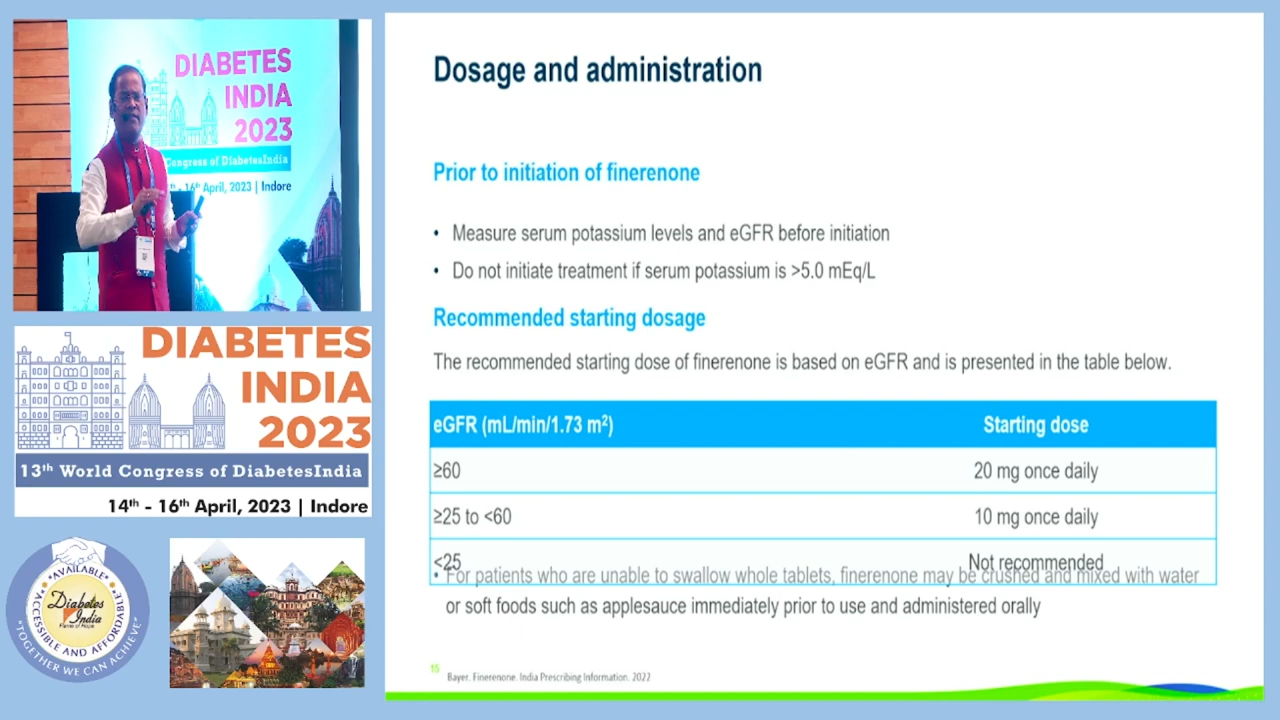 DIABETES
INDIA
2023
Congress of DiabetesIndia
16th April, 2023 | Indore
DIABETES
INDIA
2023
13th World Congress of DiabetesIndia
14th - 16th April, 2023 | Indore
*AVAILABLE*
ACCESSIBLE AND AFFORDABLE
Diabetes
India
"TOGETHER WE CAN ACHIEVE"
Dosage and administration
Prior to initiation of finerenone
• Measure serum potassium levels and eGFR before initiation
• Do not initiate treatment if serum potassium is >5.0 mEq/L
Recommended starting dosage
The recommended starting dose of finerenone is based on eGFR and is presented in the table below.
eGFR (mL/min/1.73 m²) Starting dose
≥60 20 mg once daily
≥25 to <60 10 mg once daily
<25 Not recommended
• For patients who are unable to swallow whole tablets, finerenone may be crushed and mixed with water
or soft foods such as applesauce immediately prior to use and administered orally
15
Bayer. Finerenone. India Prescribing Information. 2022